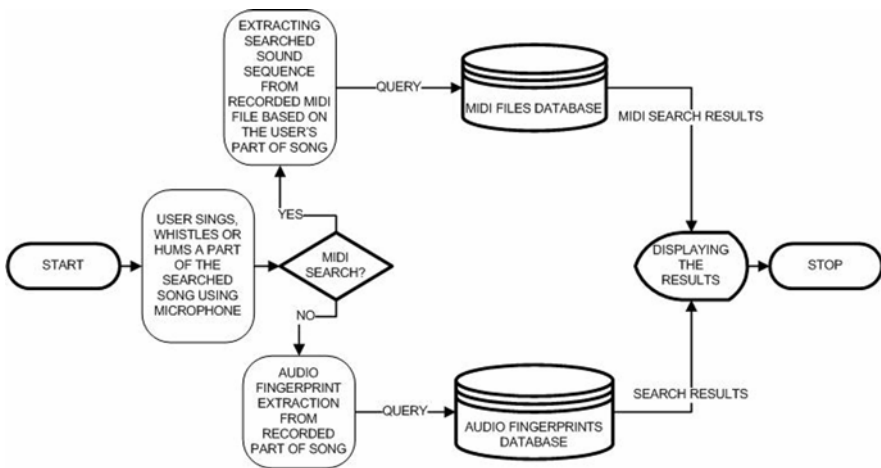 EXTRACTING
SEARCHED
SOUND
SEQUENCE
FROM
RECORDED MIDI
FILE BASED ON
THE USER'S
PART OF SONG
QUERY
MIDI FILES DATABASE
MIDI SEARCH RESULTS
YES
START
USER SINGS,
WHISTLES OR
HUMS A PART
OF THE
SEARCHED
SONG USING
MICROPHONE
MIDI
SEARCH?
DISPLAYING
THE
RESULTS
STOP
NO
AUDIO
FINGERPRINT
EXTRACTION
FROM
RECORDED
PART OF SONG
QUERY
AUDIO FINGERPRINTS
DATABASE
SEARCH RESULTS